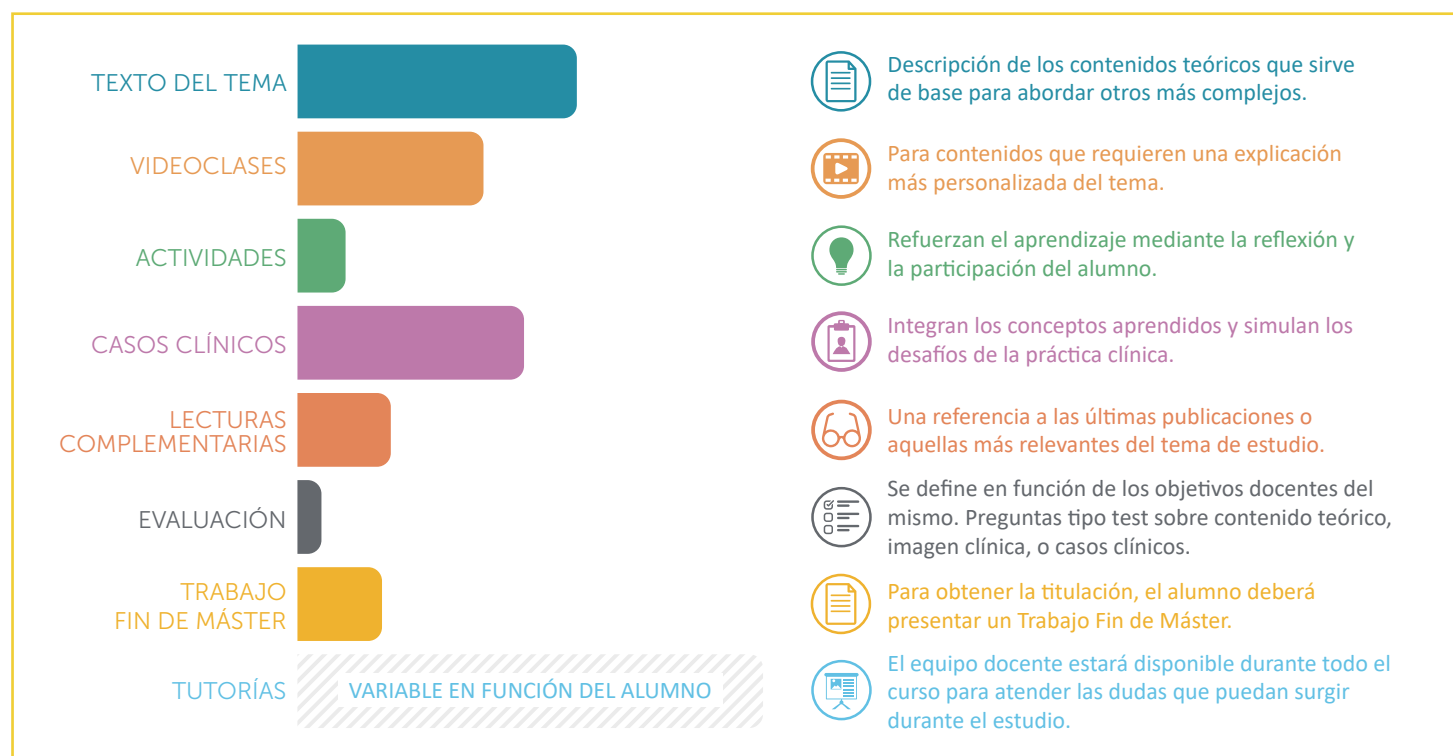 TEXTO DEL TEMA
Descripción de los contenidos teóricos que sirve
de base para abordar otros más complejos.
VIDEOCLASES
Para contenidos que requieren una explicación
más personalizada del tema.
ACTIVIDADES
Refuerzan el aprendizaje mediante la reflexión y
la participación del alumno.
CASOS CLÍNICOS
Integran los conceptos aprendidos y simulan los
desafíos de la práctica clínica.
LECTURAS
COMPLEMENTARIAS
Una referencia a las últimas publicaciones o
aquellas más relevantes del tema de estudio.
EVALUACIÓN
Se define en función de los objetivos docentes del
mismo. Preguntas tipo test sobre contenido teórico,
imagen clínica, o casos clínicos.
TRABAJO
FIN DE MÁSTER
Para obtener la titulación, el alumno deberá
presentar un Trabajo Fin de Máster.
TUTORÍAS
VARIABLE EN FUNCIÓN DEL ALUMNO
El equipo docente estará disponible durante todo el
curso para atender las dudas que puedan surgir
durante el estudio.